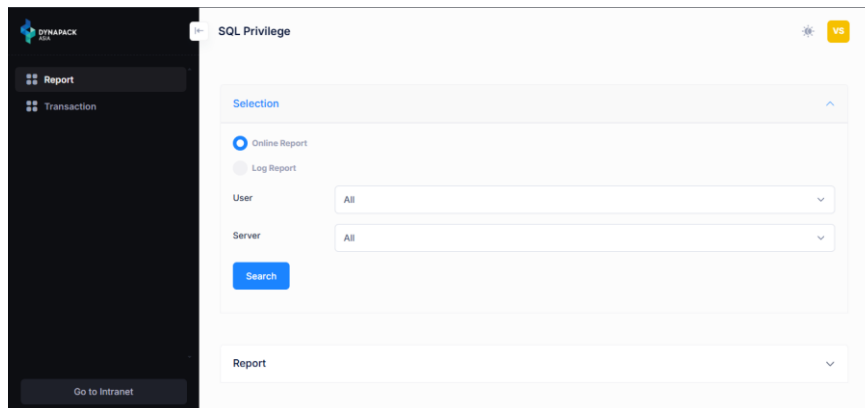 DYNAPACK
ASIA
SQL Privilege
VS
Report
Transaction
Selection
Online Report
Log Report
User
All
Server
All
Search
Report
Go to Intranet